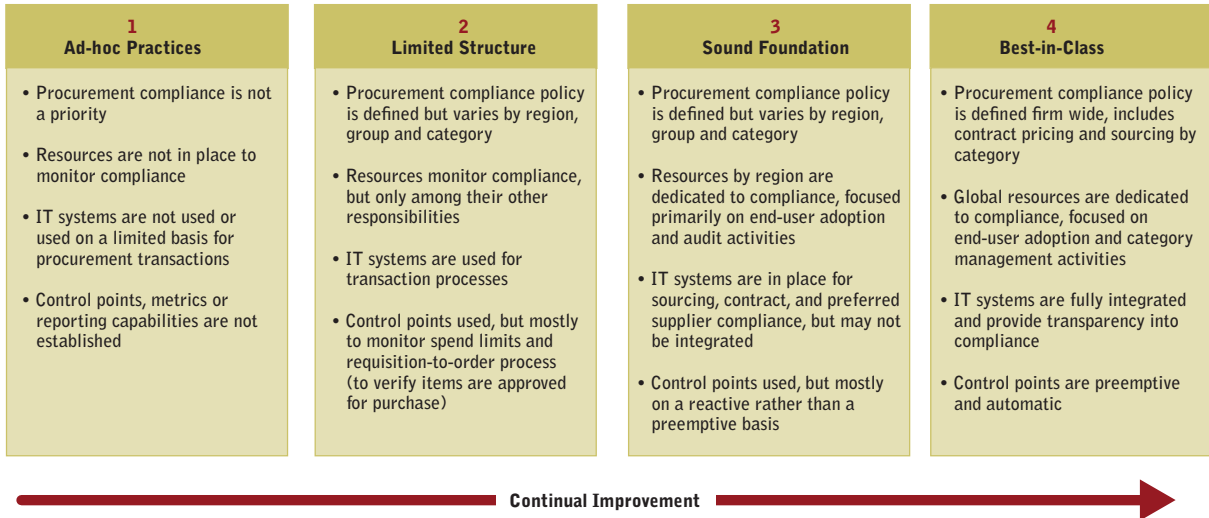 1
Ad-hoc Practices
• Procurement compliance is not
a priority
• Resources are not in place to
monitor compliance
• IT systems are not used or
used on a limited basis for
procurement transactions
• Control points, metrics or
reporting capabilities are not
established
2
Limited Structure
• Procurement compliance policy
is defined but varies by region,
group and category
• Resources monitor compliance,
but only among their other
responsibilities
• IT systems are used for
transaction processes
• Control points used, but mostly
to monitor spend limits and
requisition-to-order process
(to verify items are approved
for purchase)
3
Sound Foundation
• Procurement compliance policy
is defined but varies by region,
group and category
• Resources by region are
dedicated to compliance, focused
primarily on end-user adoption
and audit activities
• IT systems are in place for
sourcing, contract, and preferred
supplier compliance, but may not
be integrated
• Control points used, but mostly
on a reactive rather than a
preemptive basis
4
Best-in-Class
• Procurement compliance policy
is defined firm wide, includes
contract pricing and sourcing by
category
• Global resources are dedicated
to compliance, focused on
end-user adoption and category
management activities
• IT systems are fully integrated
and provide transparency into
compliance
• Control points are preemptive
and automatic
Continual Improvement